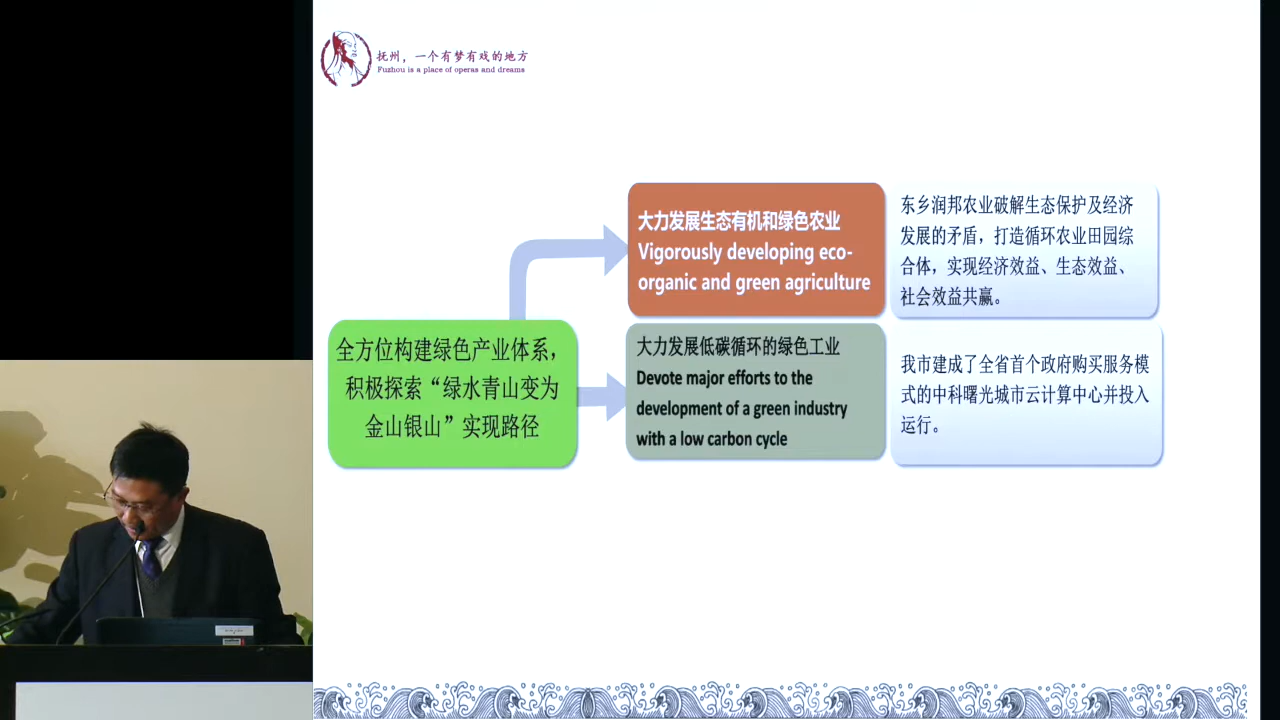 抚州，一个有梦有戏的地方
Fuzhou is a place of operas and dreams
全方位构建绿色产业体系，
积极探索“绿水青山变为
金山银山”实现路径
大力发展生态有机和绿色农业
Vigorously developing eco-
organic and green agriculture
东乡润邦农业破解生态保护及经济
发展的矛盾，打造循环农业田园综
合体，实现经济效益、生态效益、
社会效益共赢。
大力发展低碳循环的绿色工业
Devote major efforts to the
development of a green industry
with a low carbon cycle
我市建成了全省首个政府购买服务模
式的中科曙光城市云计算中心并投入
运行。